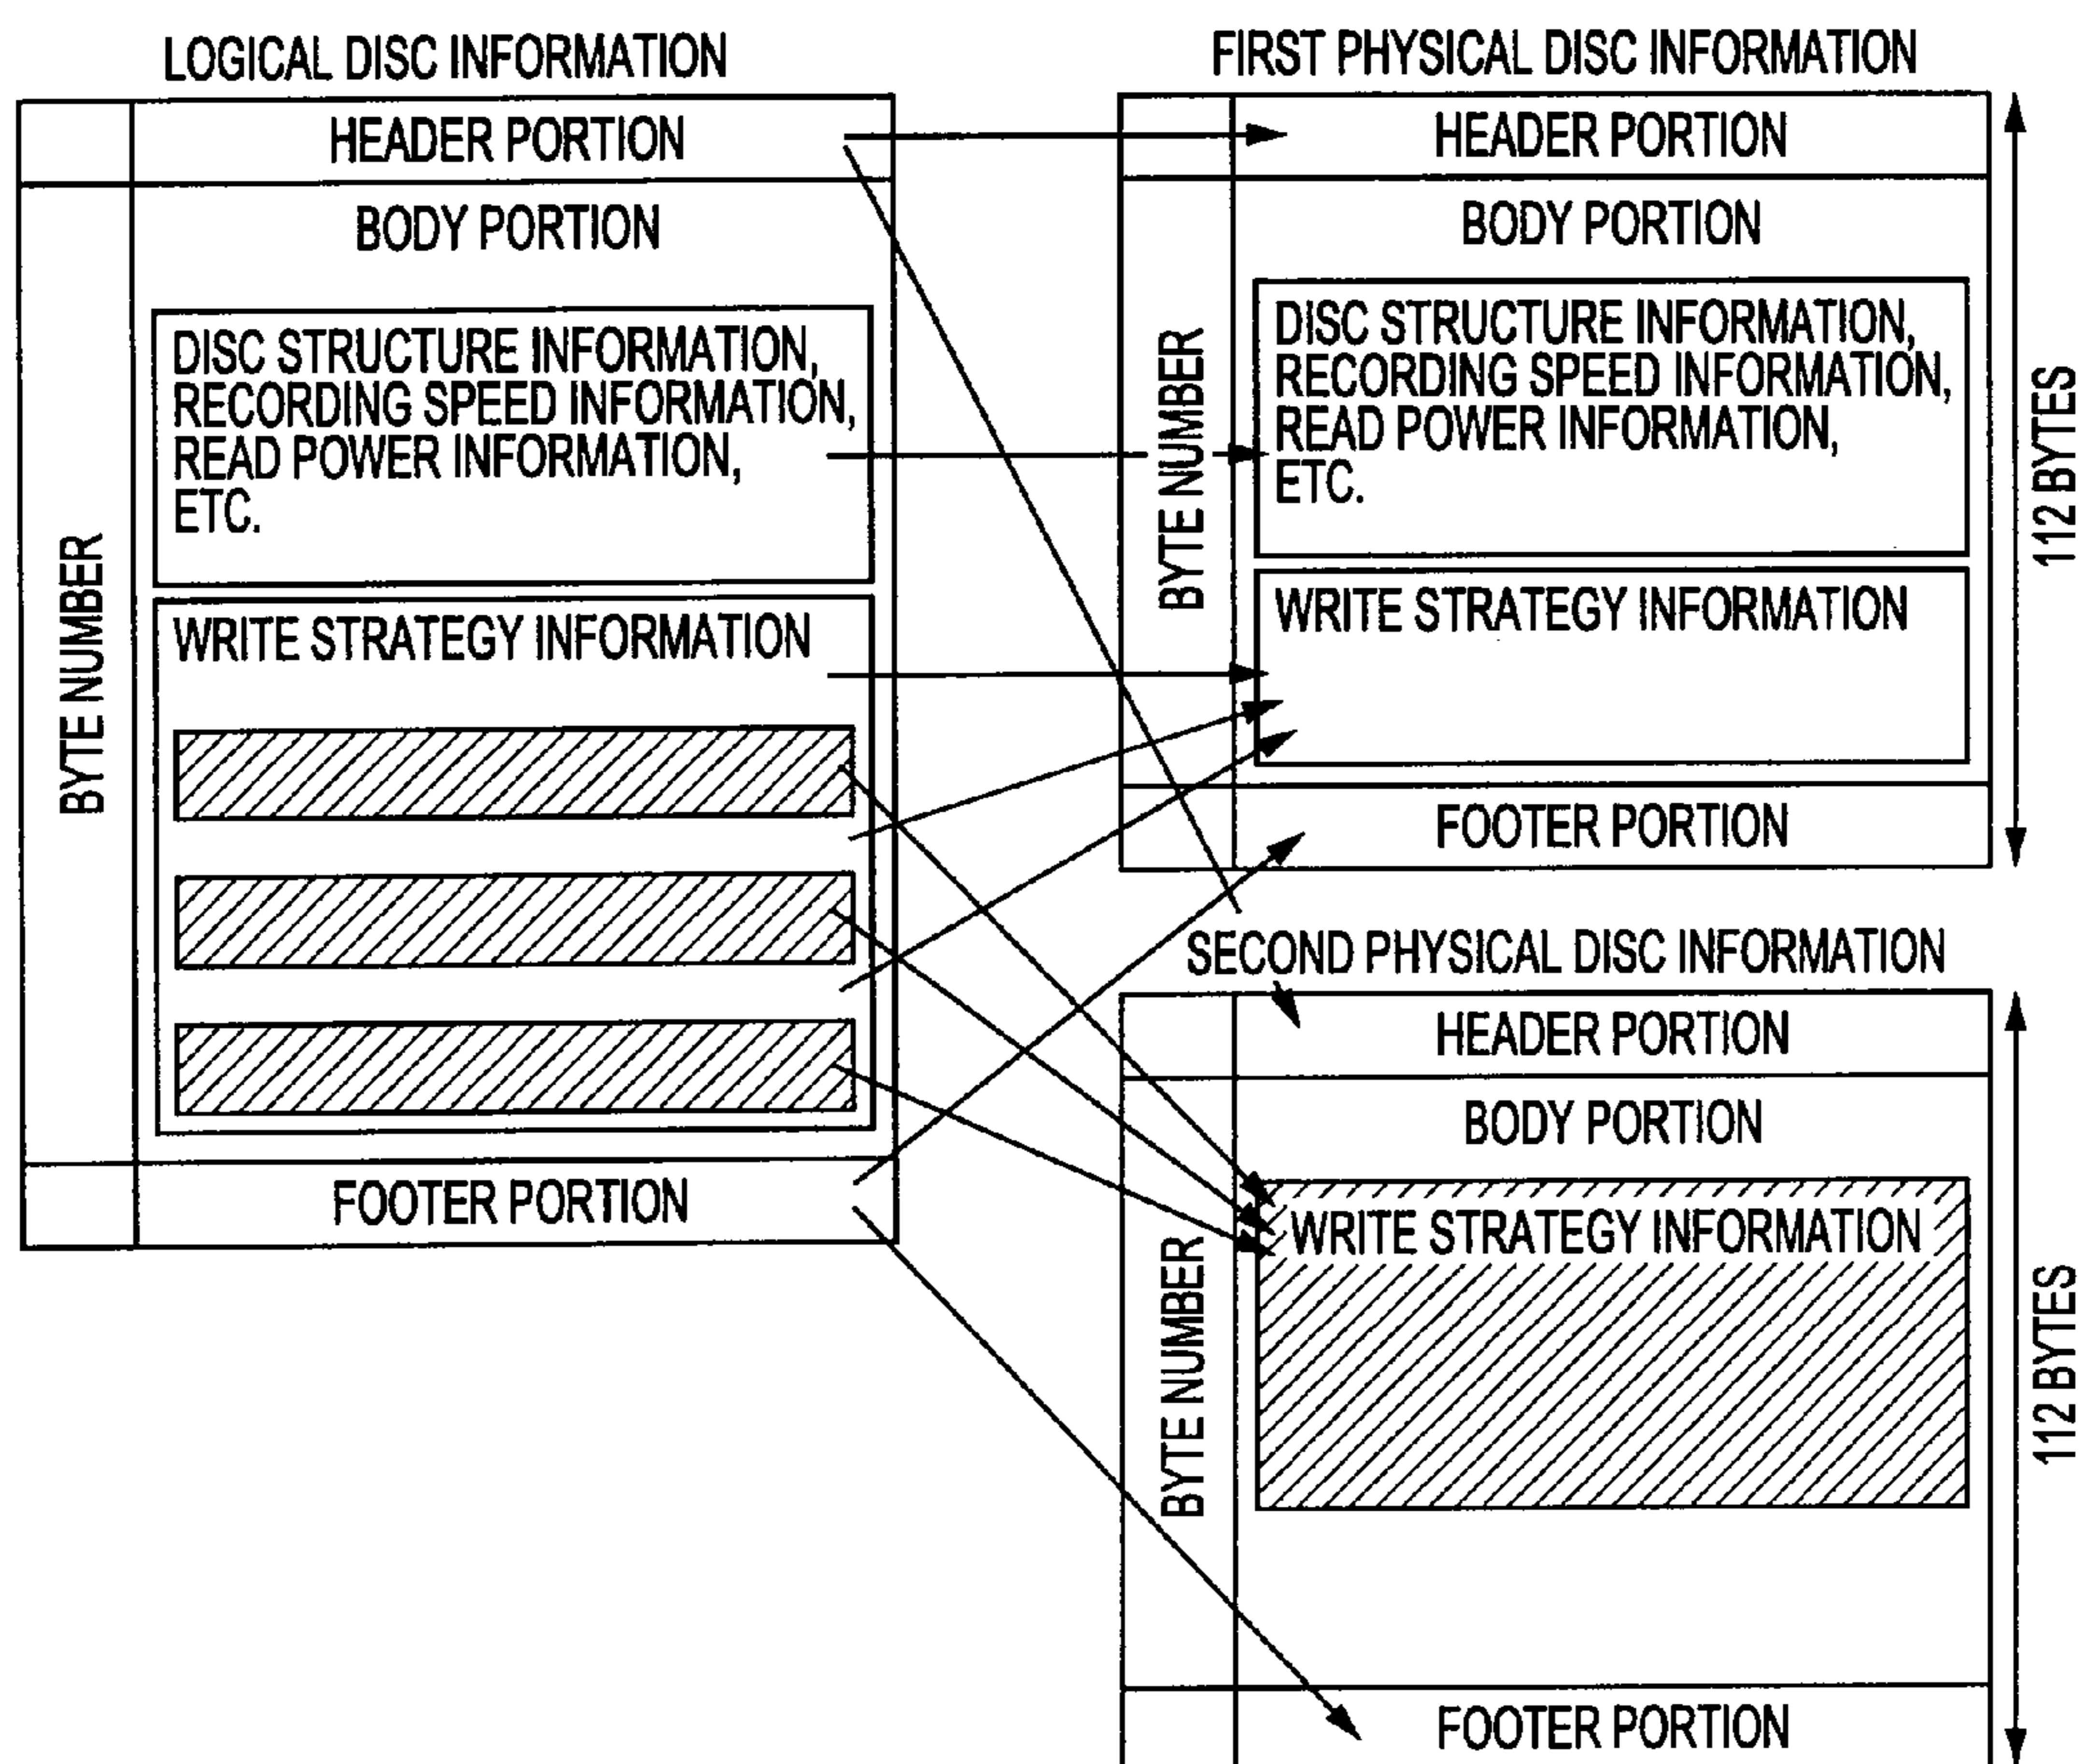 LOGICAL DISC INFORMATION
HEADER PORTION
BODY PORTION
BYTE NUMBER
DISC STRUCTURE INFORMATION,
RECORDING SPEED INFORMATION,
READ POWER INFORMATION,
ETC.
WRITE STRATEGY INFORMATION
FOOTER PORTION
FIRST PHYSICAL DISC INFORMATION
HEADER PORTION
BODY PORTION
BYTE NUMBER
DISC STRUCTURE INFORMATION,
RECORDING SPEED INFORMATION,
READ POWER INFORMATION,
ETC.
WRITE STRATEGY INFORMATION
FOOTER PORTION
112 BYTES
SECOND PHYSICAL DISC INFORMATION
HEADER PORTION
BODY PORTION
BYTE NUMBER
WRITE STRATEGY INFORMATION
FOOTER PORTION
112 BYTES